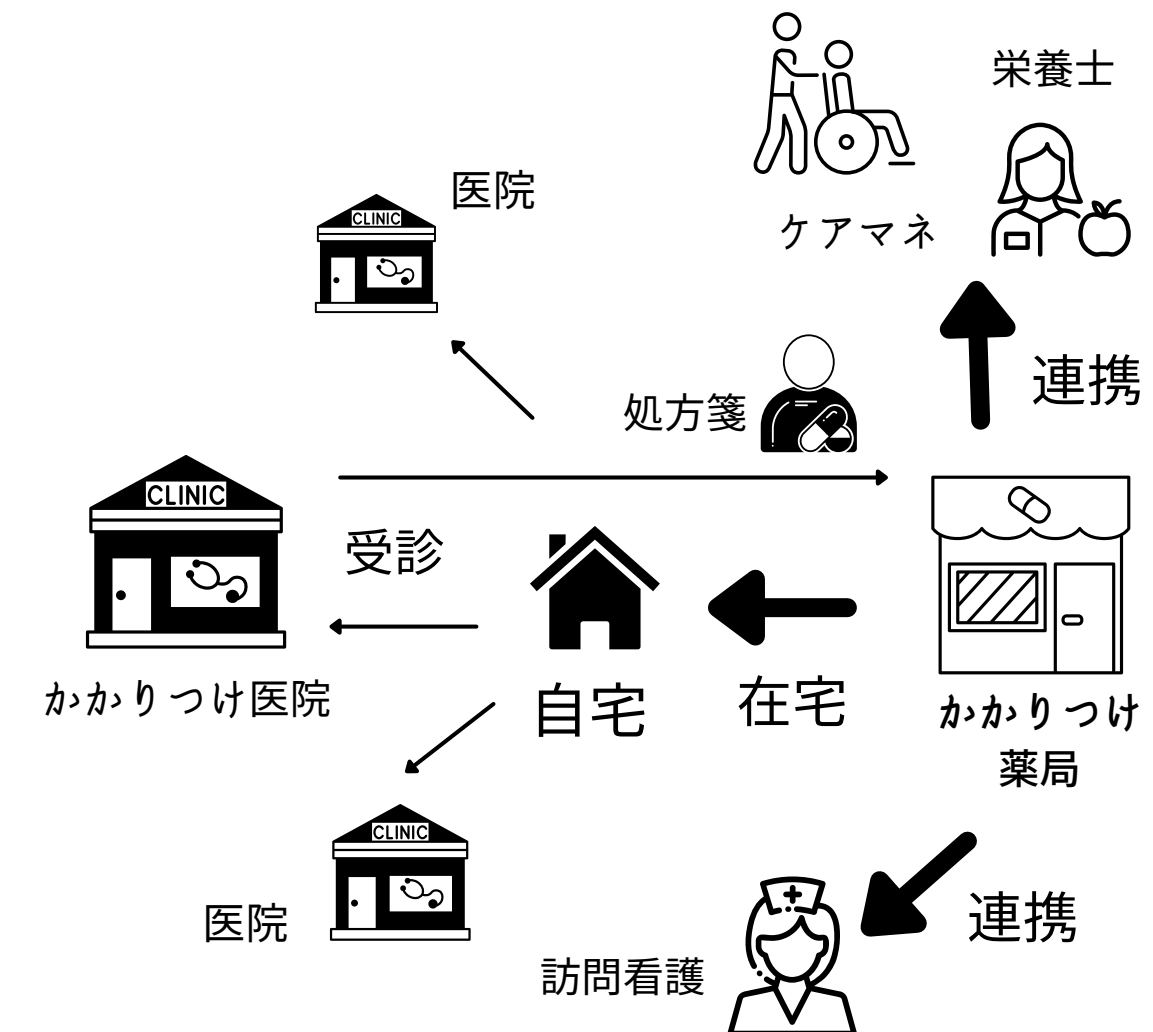 栄養士
医院
CLINIC
ケアマネ
連携
処方箋
CLINIC
受診
かかりつけ医院
自宅
在宅
かかりつけ
薬局
CLINIC
医院
連携
訪問看護